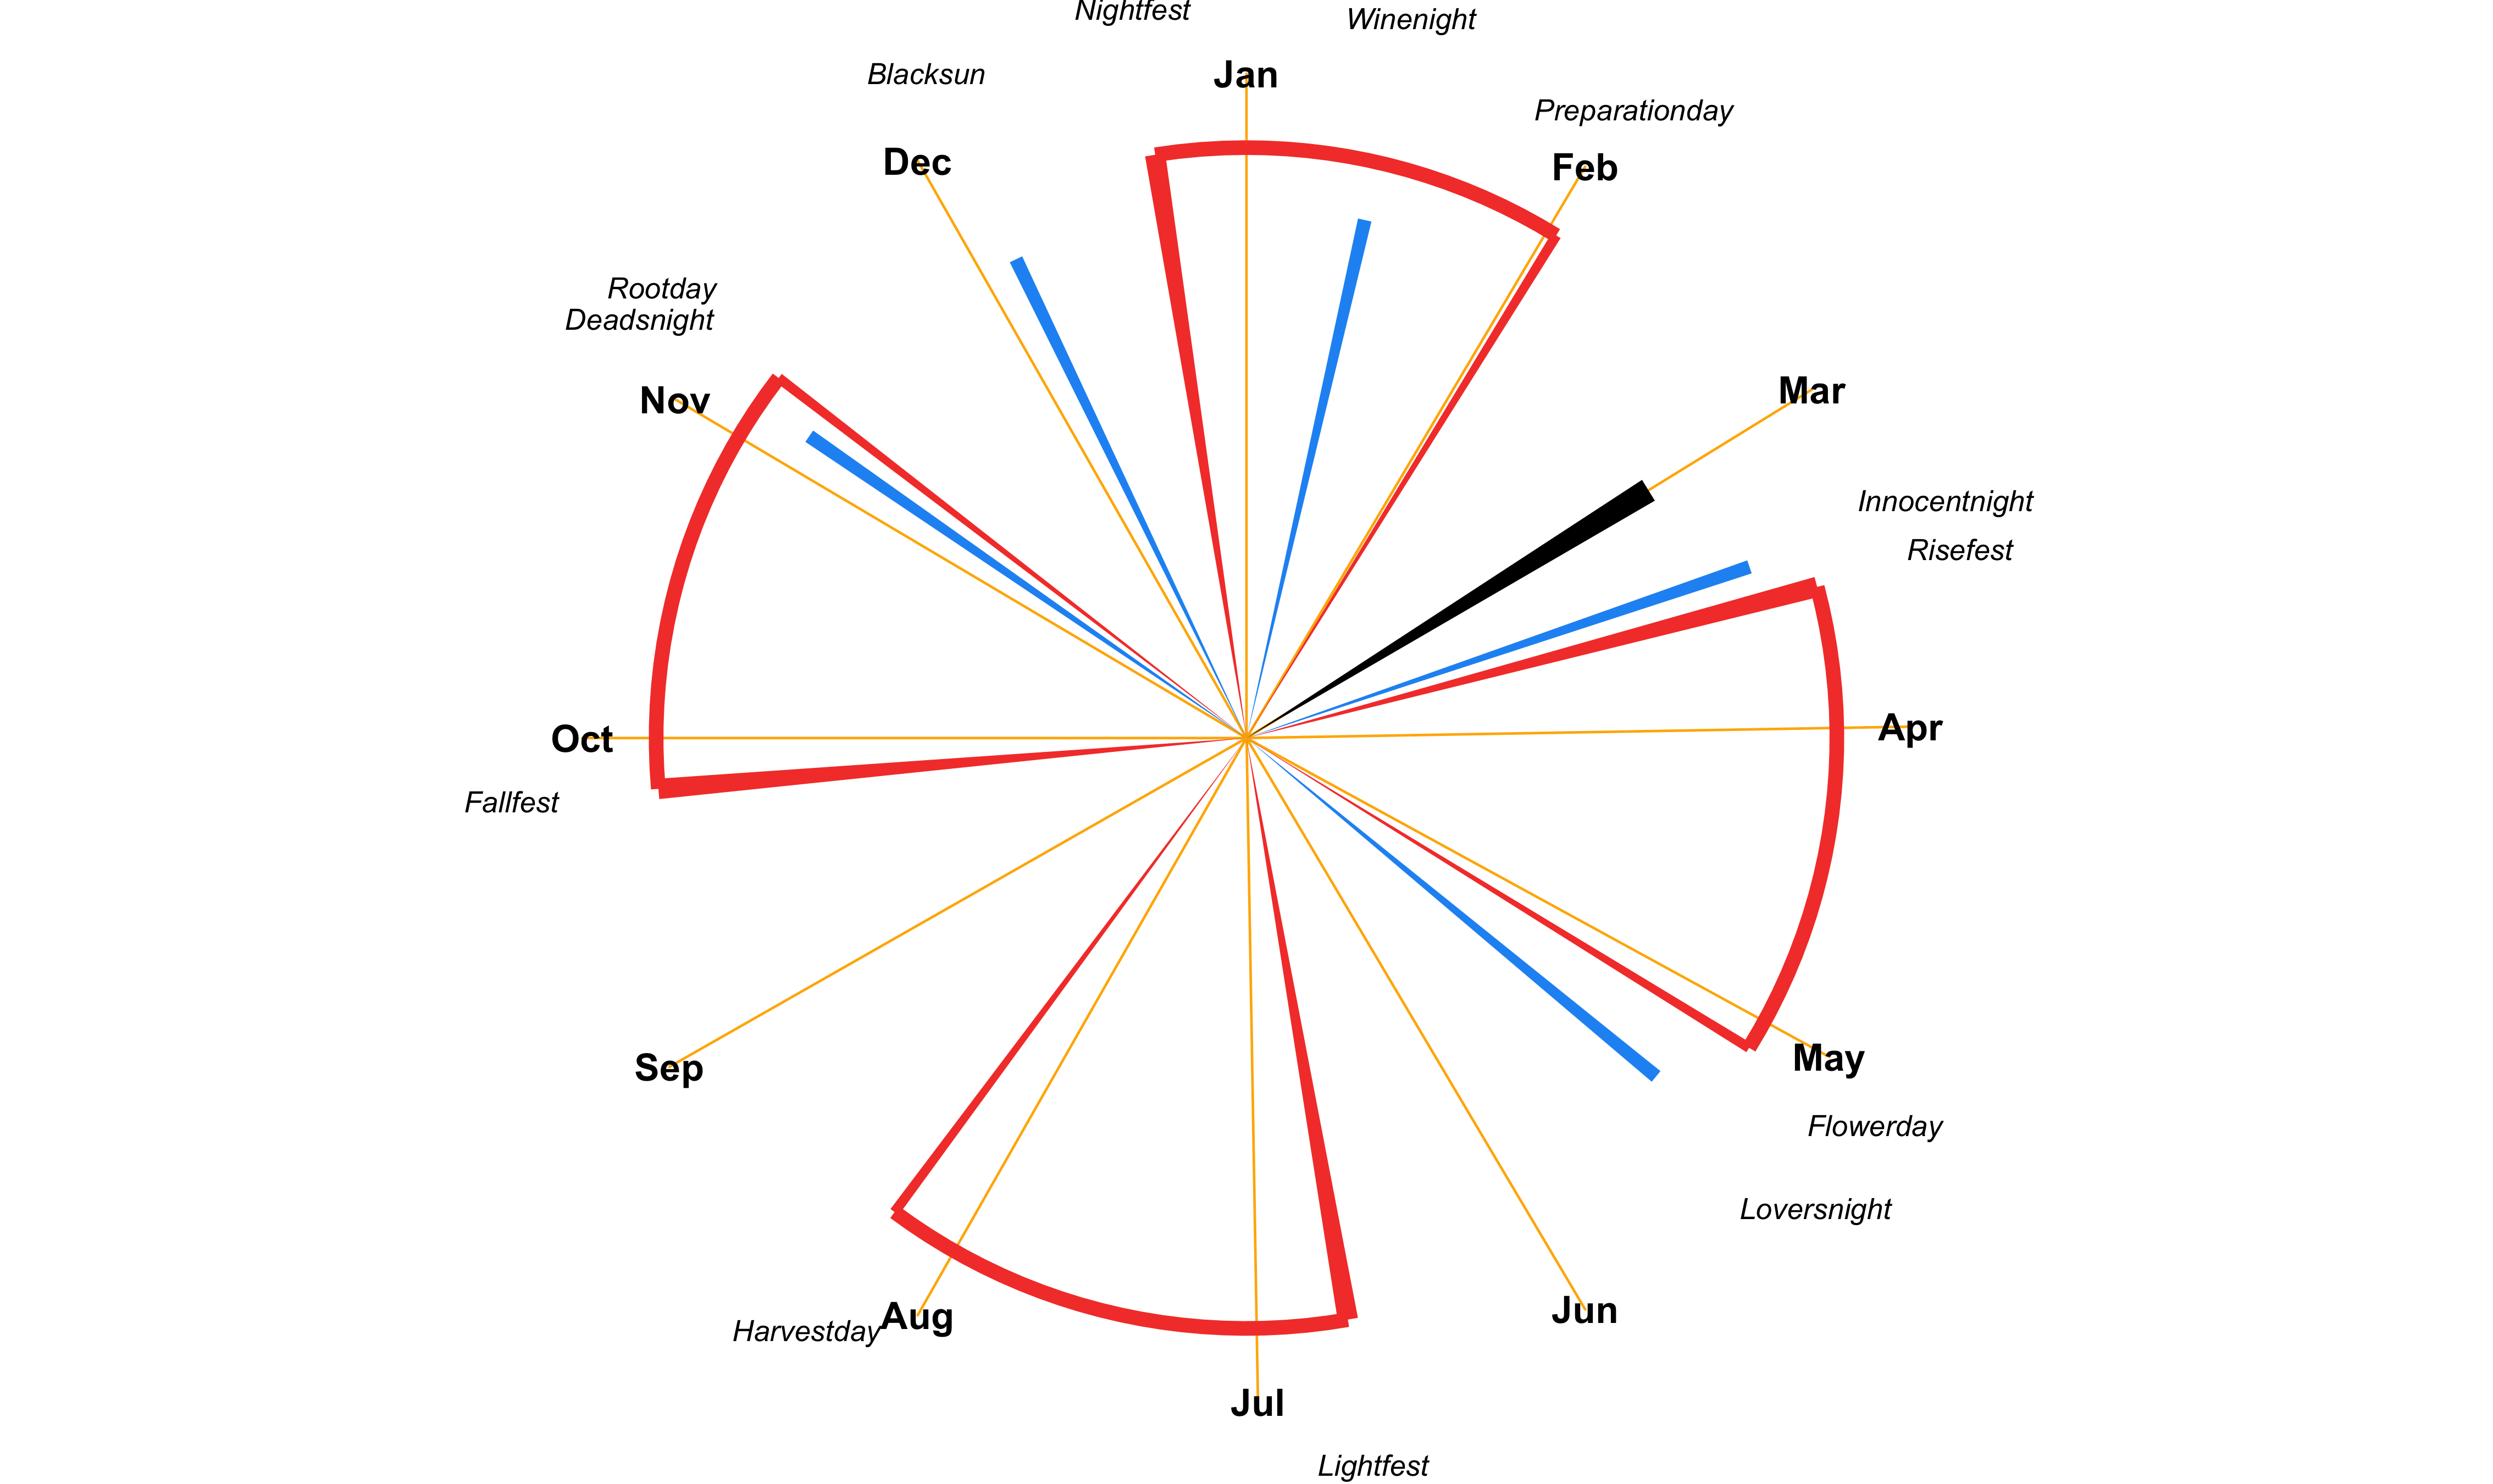 Nightfest
Winenight
Blacksun
Jan
Preparationday
Dec
Feb
Rootday
Deadsnight
Nov
Mar
Innocentnight
Risefest
Oct
Apr
Fallfest
Sep
May
Flowerday
Loversnight
Harvestday
Aug
Jun
Jul
Lightfest